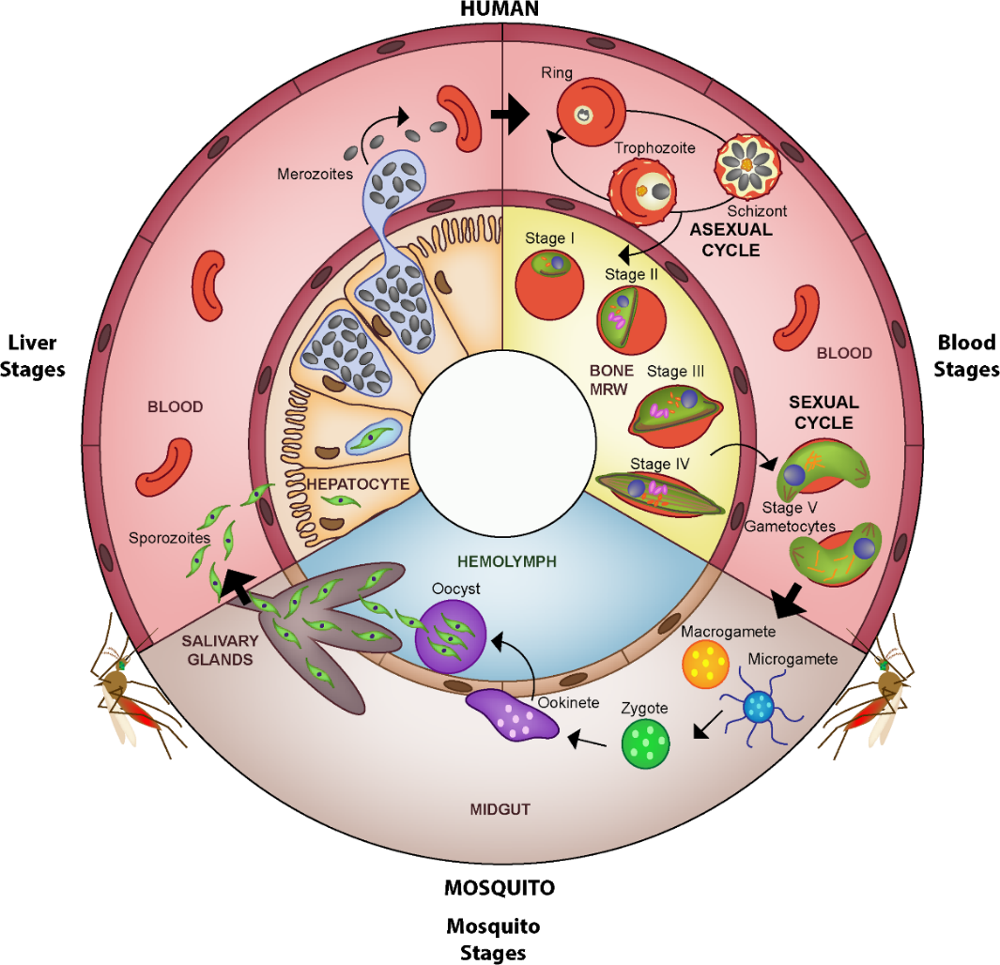 HUMAN
Ring
Merozoites
Trophozoite
Schizont
ASEXUAL
CYCLE
Stage I
Stage II
Liver
Stages
Blood
Stages
BLOOD
BONE
MRW
Stage III
BLOOD
SEXUAL
CYCLE
Stage IV
HEPATOCYTE
Stage V
Gametocytes
Sporozoites
HEMOLYMPH
Oocyst
SALIVARY
GLANDS
Macrogamete
Microgamete
Ookinete
Zygote
MIDGUT
MOSQUITO
Mosquito
Stages